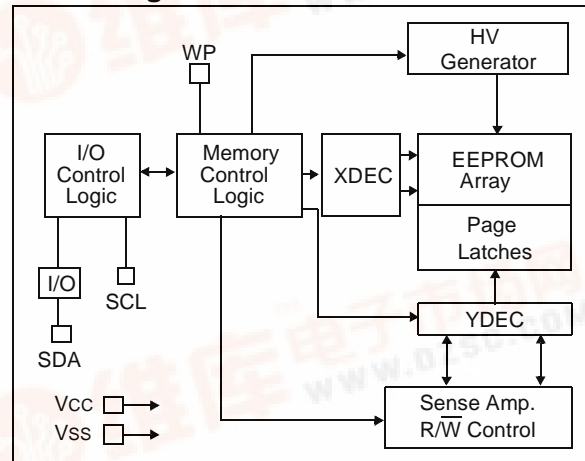 WP
HV
Generator
I/O
Control
Logic
Memory
Control
Logic
XDEC
EEPROM
Array
Page
Latches
I/O
SCL
SDA
YDEC
Vcc
Vss
Sense Amp.
R/W̅ Control